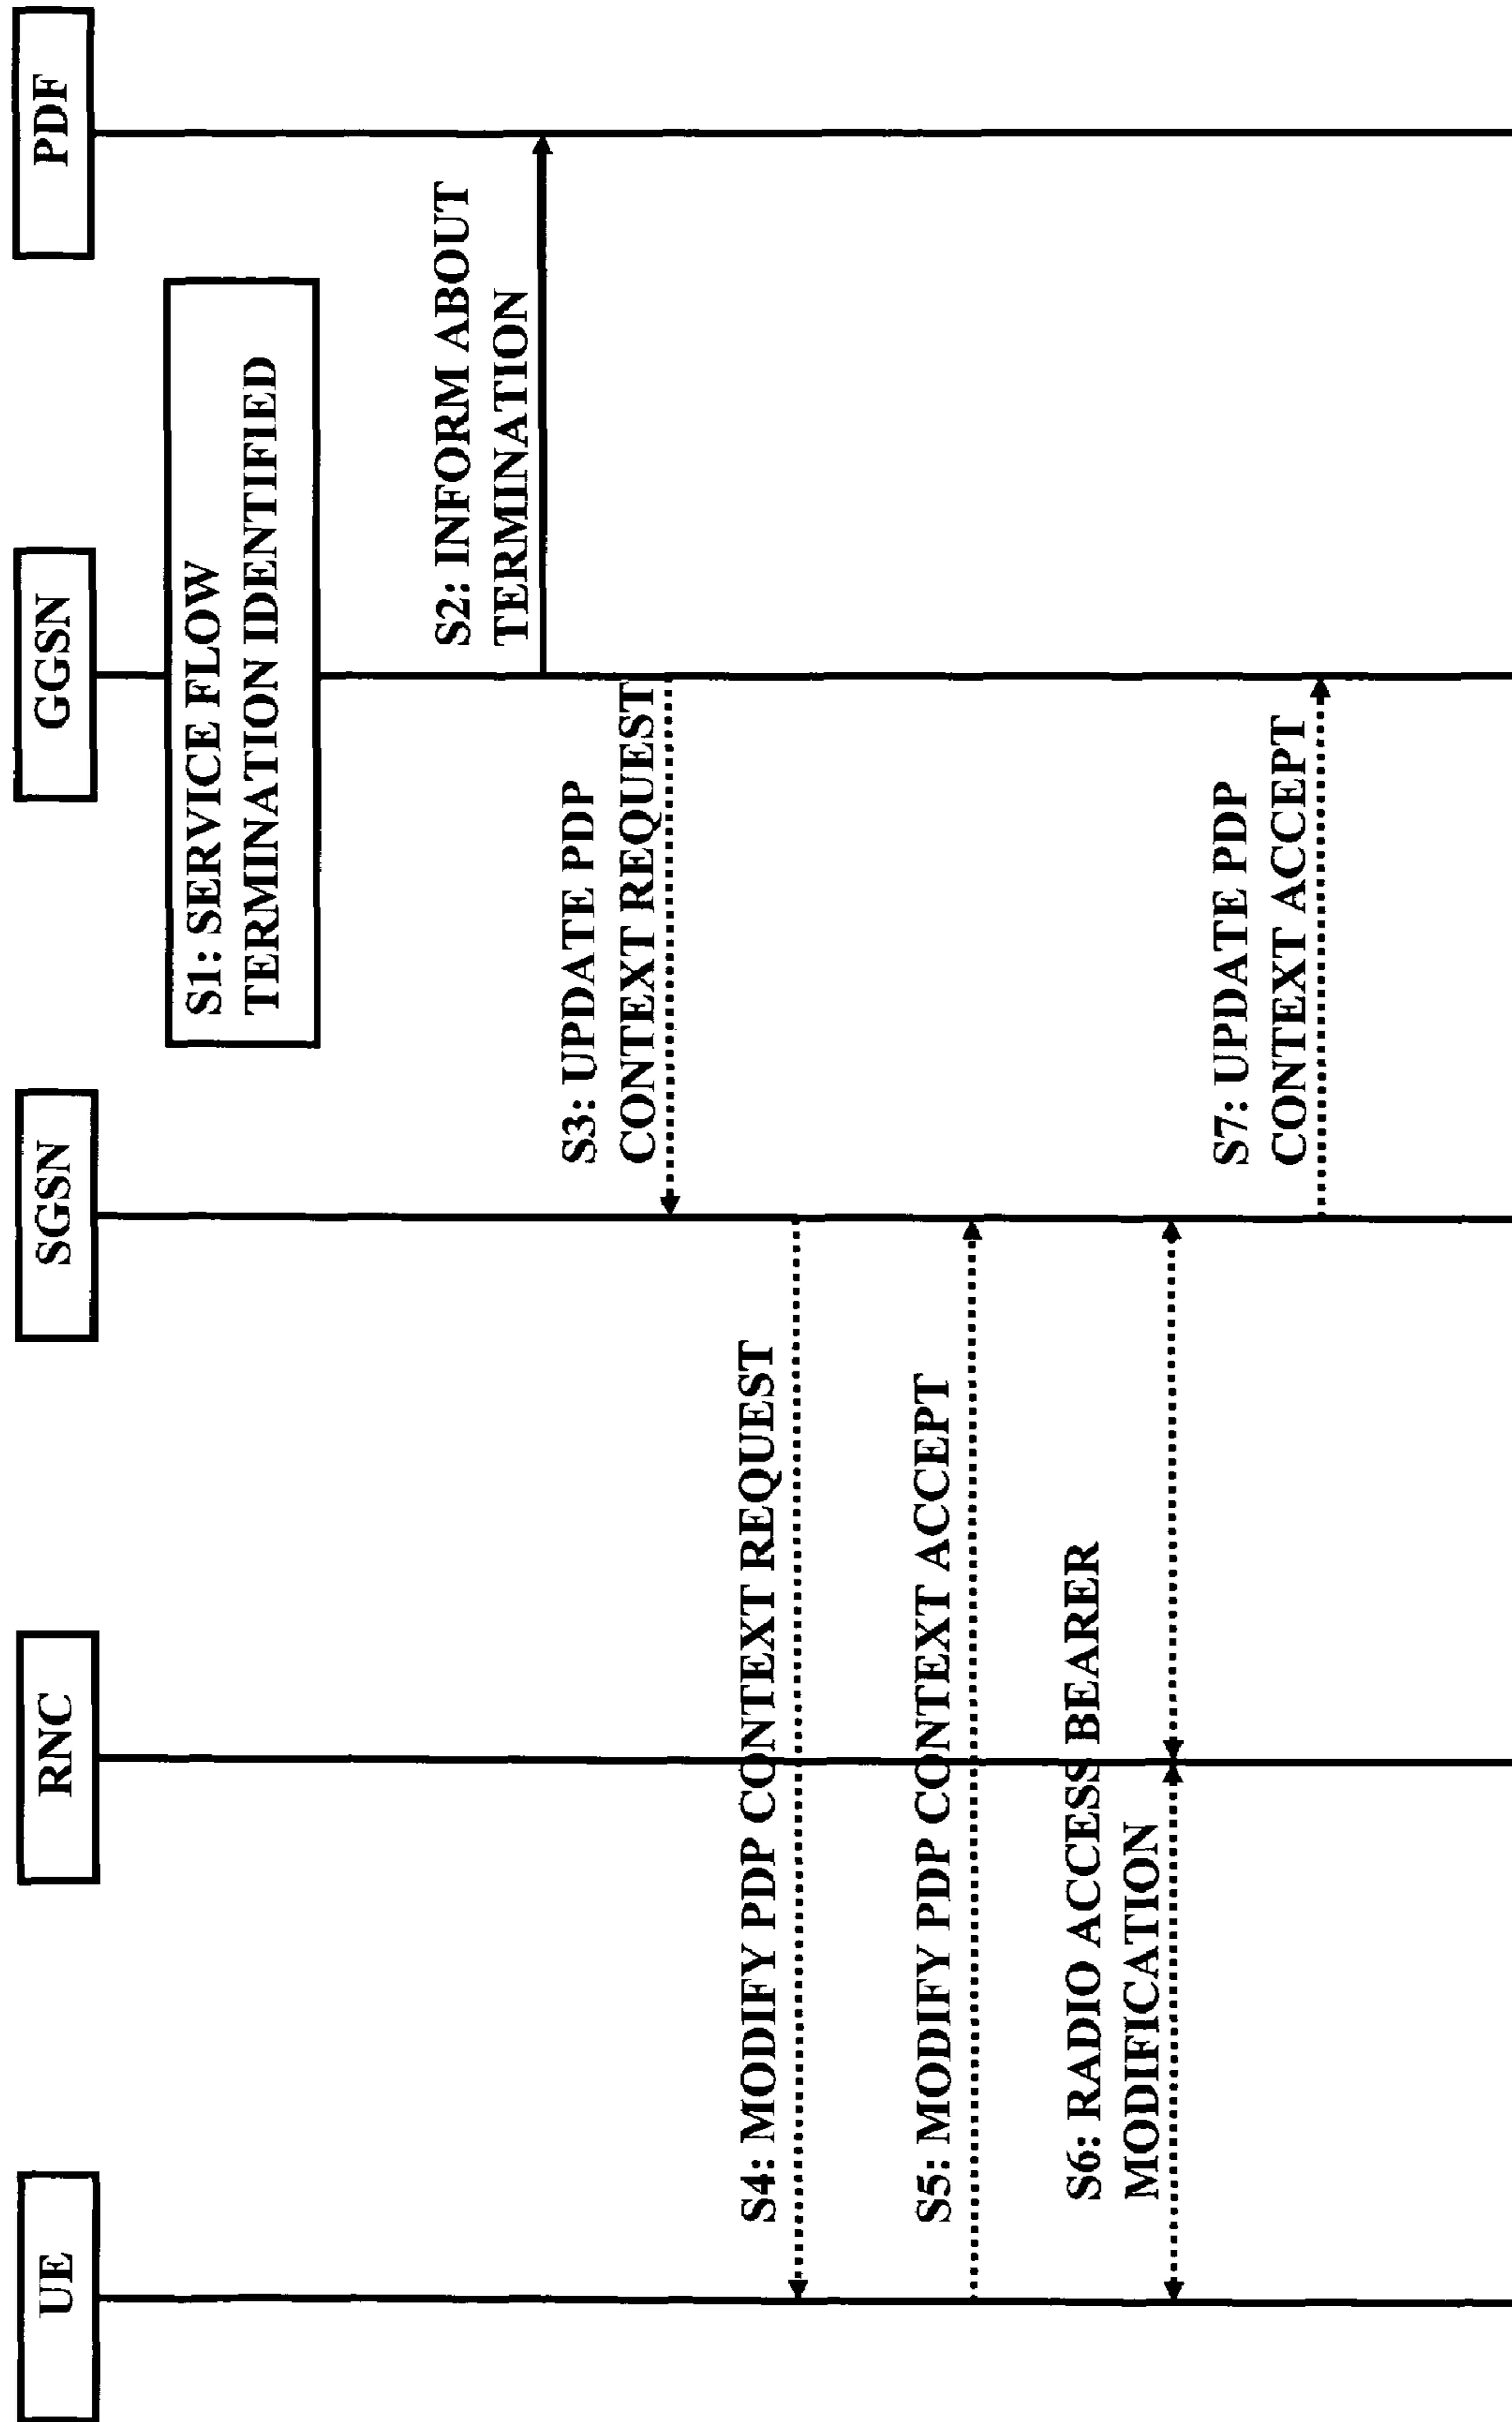 UE
RNC
SGSN
GGSN
PDF
S1: SERVICE FLOW
TERMINATION IDENTIFIED
S2: INFORM ABOUT
TERMINATION
S3: UPDATE PDP
CONTEXT REQUEST
S4: MODIFY PDP CONTEXT REQUEST
S5: MODIFY PDP CONTEXT ACCEPT
S6: RADIO ACCESS BEARER
MODIFICATION
S7: UPDATE PDP
CONTEXT ACCEPT